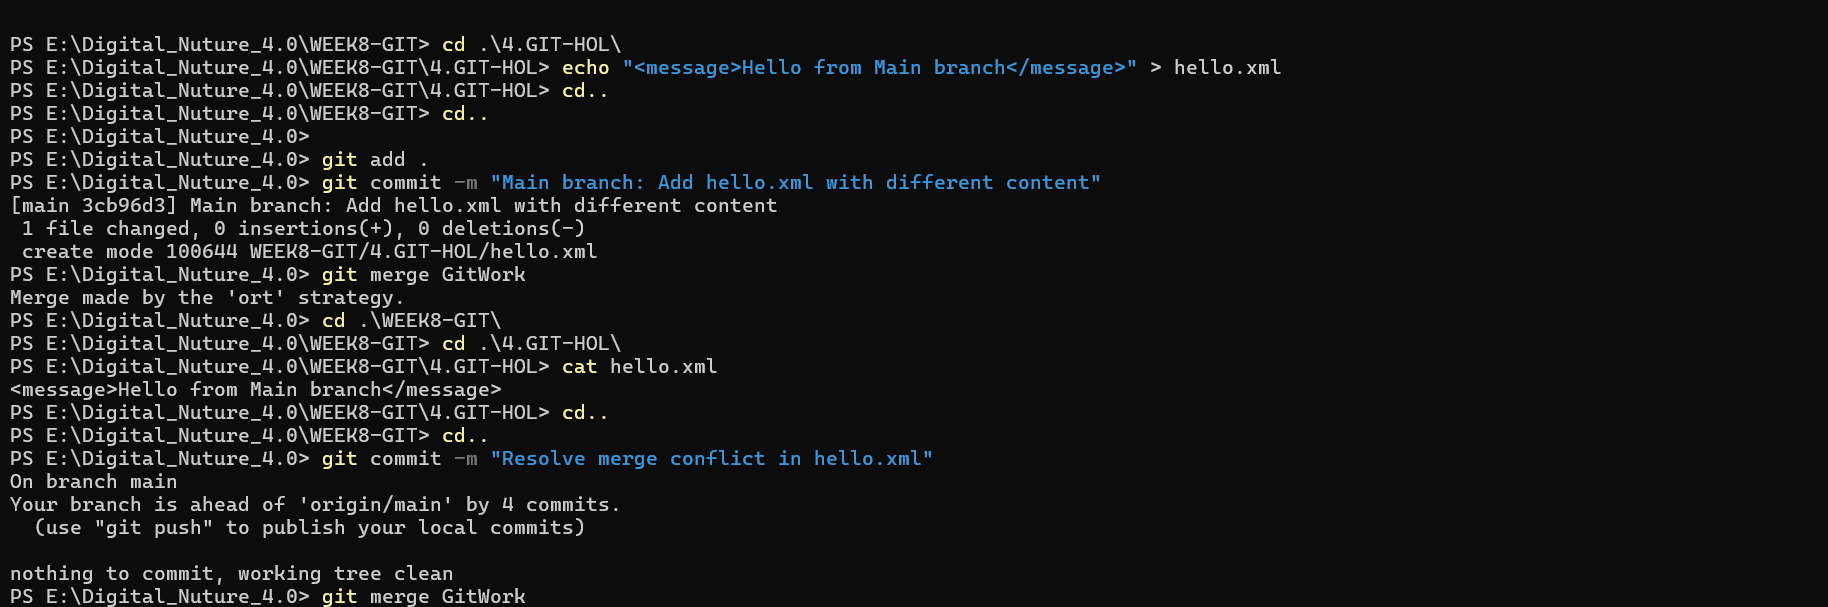 PS E:\Digital_Nuture_4.0\WEEK8-GIT> cd .\4.GIT-HOL\
PS E:\Digital_Nuture_4.0\WEEK8-GIT\4.GIT-HOL> echo "<message>Hello from Main branch</message>" > hello.xml
PS E:\Digital_Nuture_4.0\WEEK8-GIT\4.GIT-HOL> cd..
PS E:\Digital_Nuture_4.0\WEEK8-GIT> cd..
PS E:\Digital_Nuture_4.0>
PS E:\Digital_Nuture_4.0> git add .
PS E:\Digital_Nuture_4.0> git commit -m "Main branch: Add hello.xml with different content"
[main 3cb96d3] Main branch: Add hello.xml with different content
 1 file changed, 0 insertions(+), 0 deletions(-)
 create mode 100644 WEEK8-GIT/4.GIT-HOL/hello.xml
PS E:\Digital_Nuture_4.0> git merge GitWork
Merge made by the 'ort' strategy.
PS E:\Digital_Nuture_4.0> cd .\WEEK8-GIT\
PS E:\Digital_Nuture_4.0\WEEK8-GIT> cd .\4.GIT-HOL\
PS E:\Digital_Nuture_4.0\WEEK8-GIT\4.GIT-HOL> cat hello.xml
<message>Hello from Main branch</message>
PS E:\Digital_Nuture_4.0\WEEK8-GIT\4.GIT-HOL> cd..
PS E:\Digital_Nuture_4.0\WEEK8-GIT> cd..
PS E:\Digital_Nuture_4.0> git commit -m "Resolve merge conflict in hello.xml"
On branch main
Your branch is ahead of 'origin/main' by 4 commits.
  (use "git push" to publish your local commits)

nothing to commit, working tree clean
PS E:\Digital_Nuture_4.0> git merge GitWork